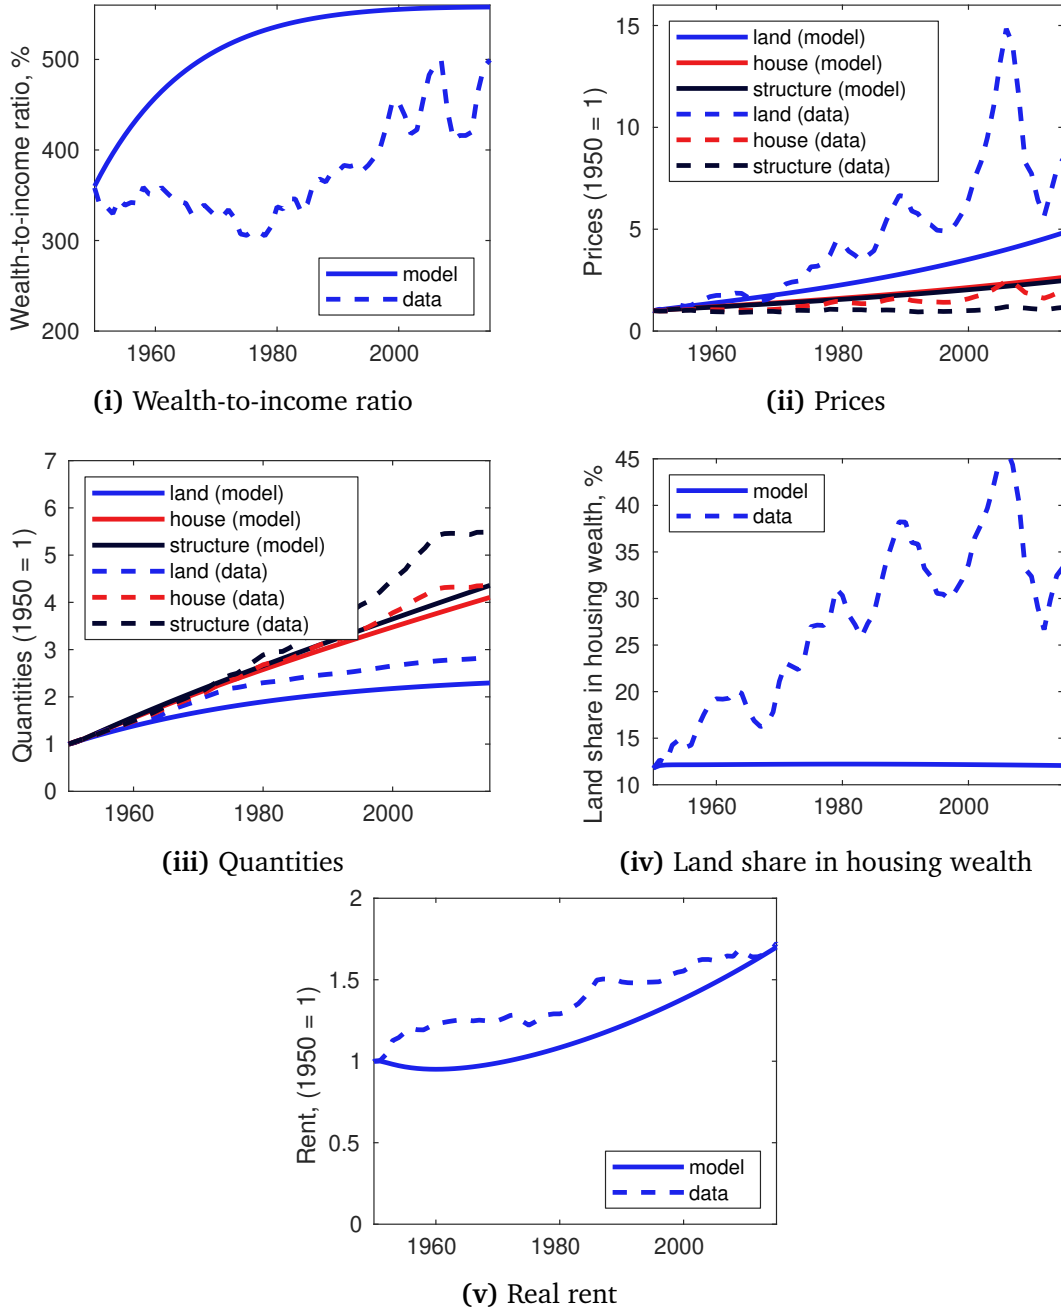 Wealth-to-income ratio, %
500
400
300
200
1960
1980
2000
model
data
(i) Wealth-to-income ratio
Prices (1950 = 1)
15
10
5
0
1960
1980
2000
land (model)
house (model)
structure (model)
land (data)
house (data)
structure (data)
(ii) Prices
Quantities (1950 = 1)
7
6
5
4
3
2
1
0
1960
1980
2000
land (model)
house (model)
structure (model)
land (data)
house (data)
structure (data)
(iii) Quantities
Land share in housing wealth, %
45
40
35
30
25
20
15
10
1960
1980
2000
model
data
(iv) Land share in housing wealth
Rent, (1950 = 1)
2
1.5
1
0.5
0
1960
1980
2000
model
data
(v) Real rent